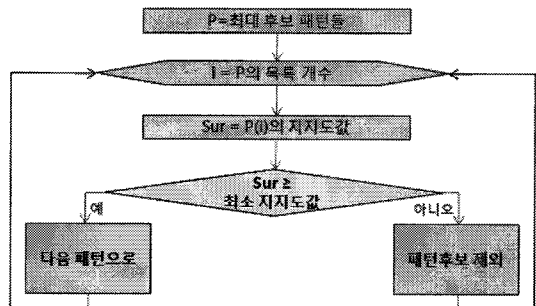 P=최대 후보 패턴들
I = P의 목록 개수
Sur = P(i)의 지지도값
Sur ≥
최소 지지도값
예
아니오
다음 패턴으로
패턴후보 제외